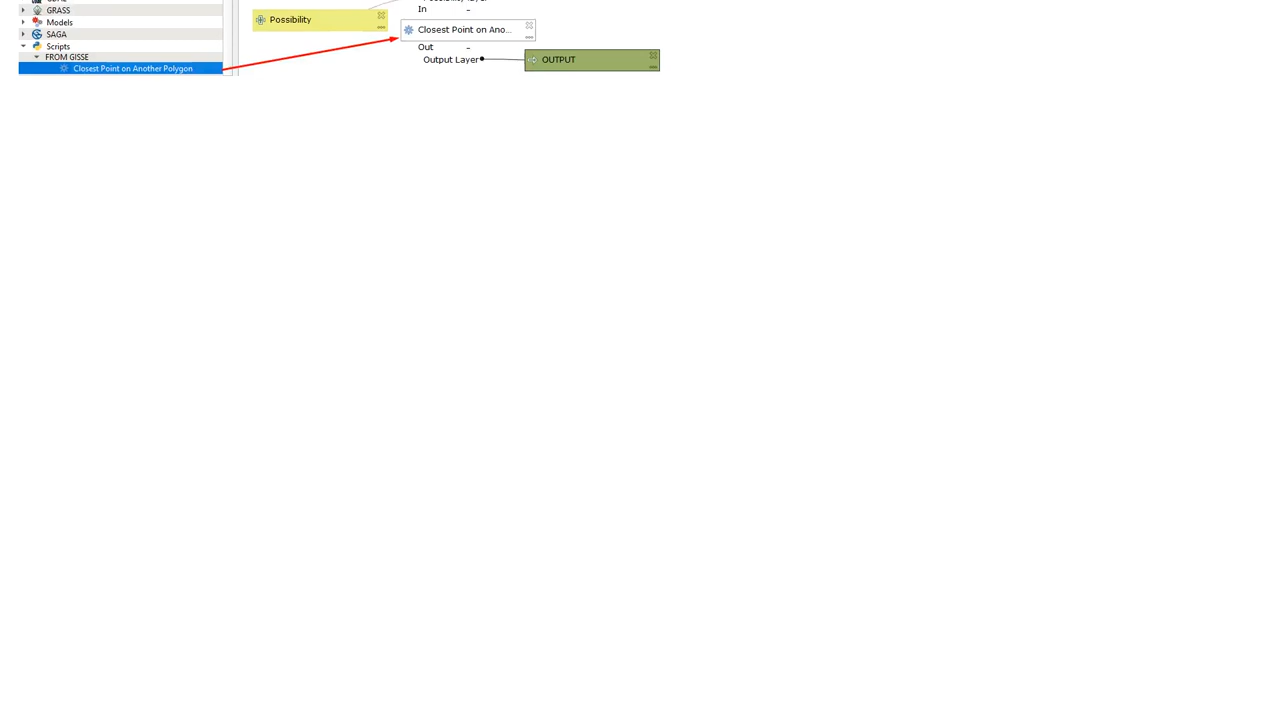 GRASS
Models
SAGA
Scripts
FROM GISSE
Closest Point on Another Polygon
Possibility
In -
Closest Point on Ano...
Out -
Output Layer
OUTPUT